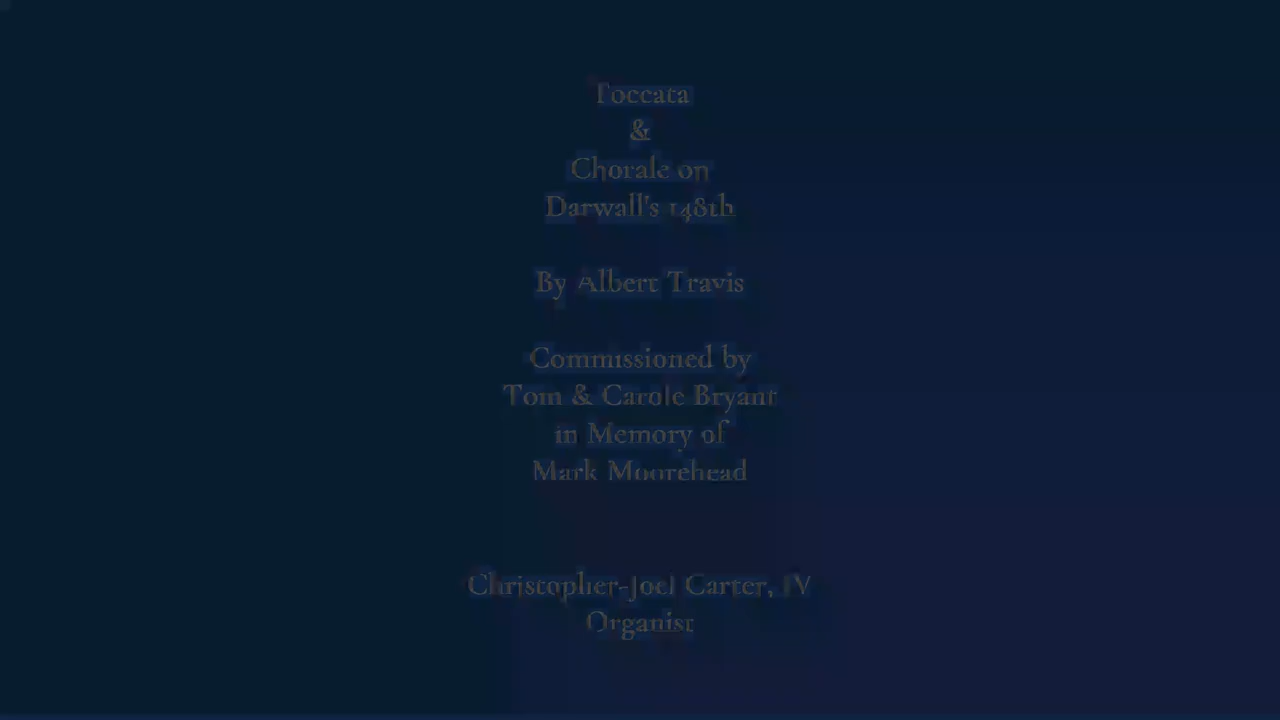 Toccata
&
Chorale on
Darwall's 148th
By Albert Travis
Commissioned by
Tom & Carole Bryant
in Memory of
Mark Moorehead
Christopher-Joel Carter, IV
Organist